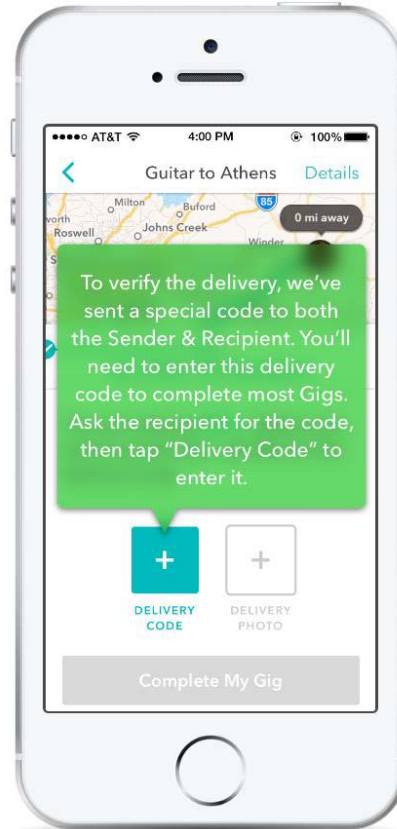 AT&T 4:00 PM 100%
Guitar to Athens Details
Milton
Buford
85
0 mi away
worth
Roswell
Johns Creek
Winder
To verify the delivery, we've
sent a special code to both
the Sender & Recipient. You'll
need to enter this delivery
code to complete most Gigs.
Ask the recipient for the code,
then tap "Delivery Code" to
enter it.
DELIVERY
CODE
DELIVERY
PHOTO
Complete My Gig